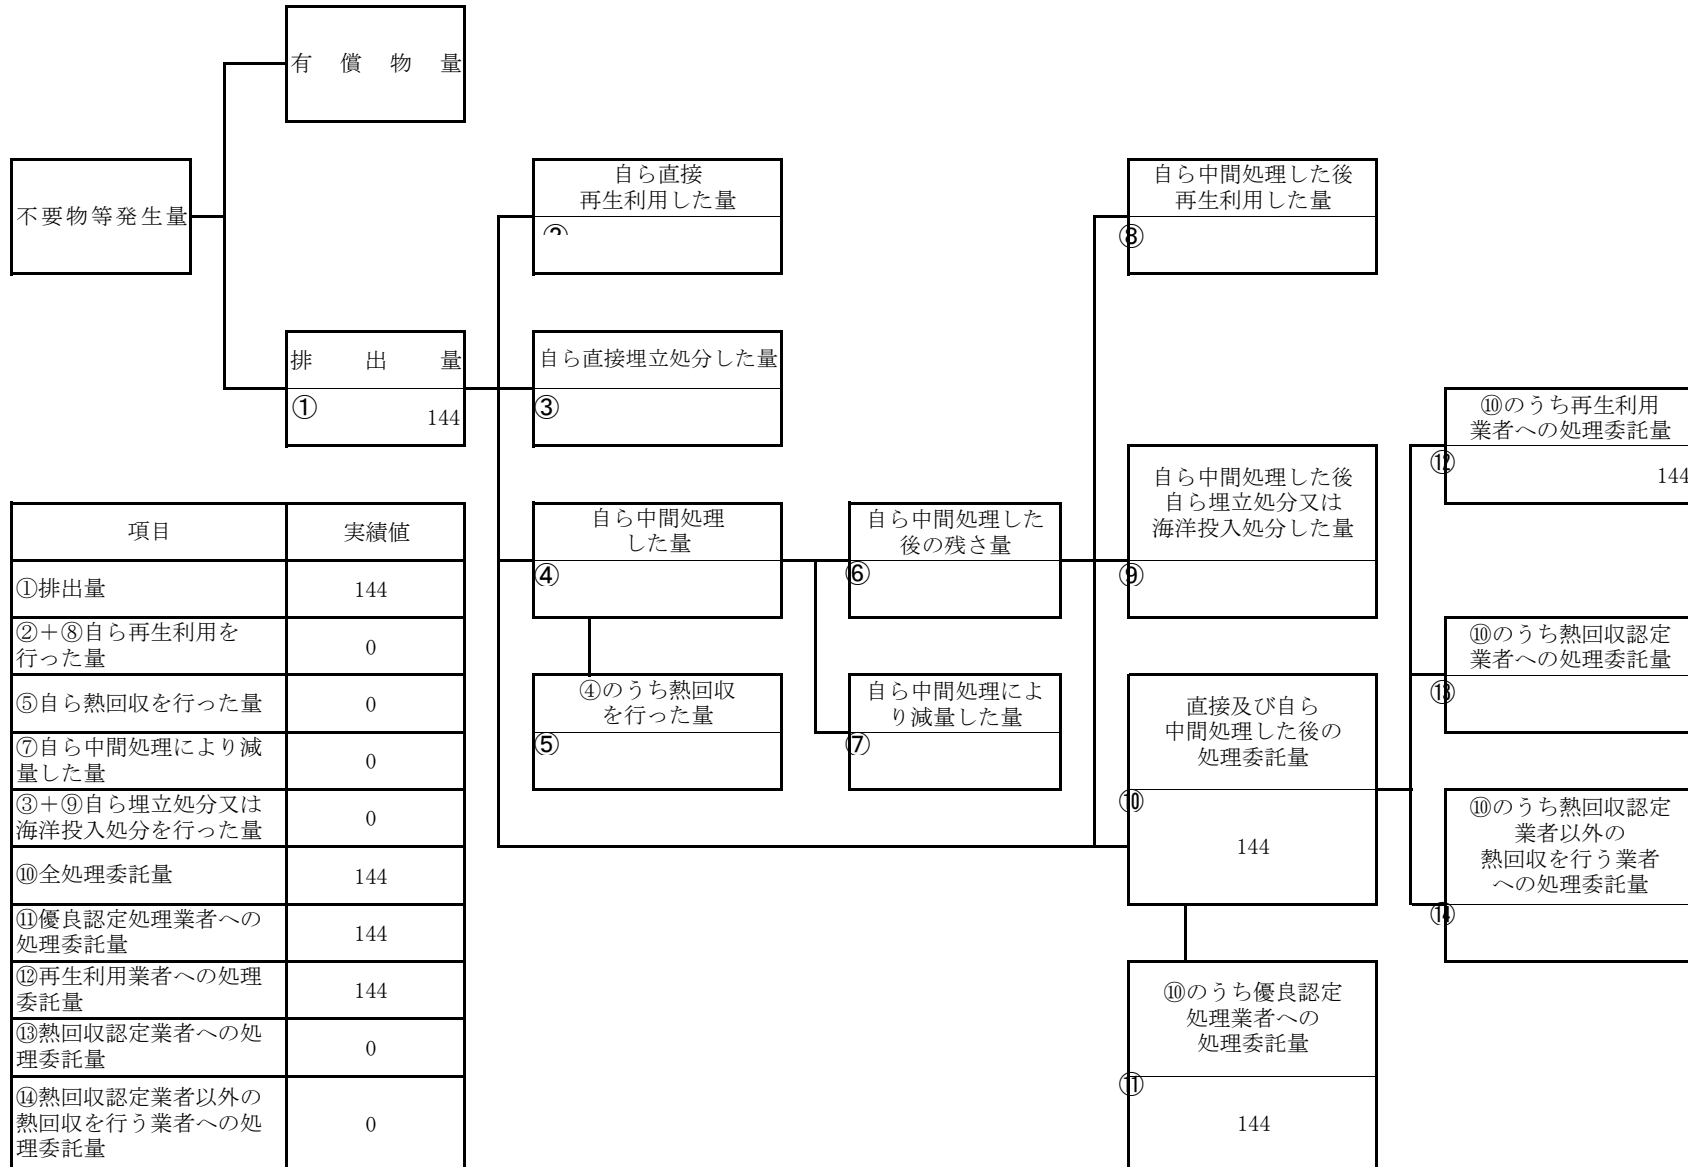 有償物量
不要物等発生量
排出量
①
144
自ら直接
再生利用した量
②
自ら直接埋立処分した量
③
自ら中間処理
した量
④
④のうち熱回収
を行った量
⑤
自ら中間処理した
後の残さ量
⑥
自ら中間処理によ
り減量した量
⑦
自ら中間処理した後
再生利用した量
⑧
自ら中間処理した後
自ら埋立処分又は
海洋投入処分した量
⑨
直接及び自ら
中間処理した後の
処理委託量
⑩
144
⑩のうち優良認定
処理業者への
処理委託量
⑪
144
⑩のうち再生利用
業者への処理委託量
⑫
144
⑩のうち熱回収認定
業者への処理委託量
⑬
⑩のうち熱回収認定
業者以外の
熱回収を行う業者
への処理委託量
⑭
項目 実績値
①排出量 144
②＋⑧自ら再生利用を
行った量 0
⑤自ら熱回収を行った量 0
⑦自ら中間処理により減
量した量 0
③＋⑨自ら埋立処分又は
海洋投入処分を行った量 0
⑩全処理委託量 144
⑪優良認定処理業者への
処理委託量 144
⑫再生利用業者への処理
委託量 144
⑬熱回収認定業者への処
理委託量 0
⑭熱回収認定業者以外の
熱回収を行う業者への処
理委託量 0